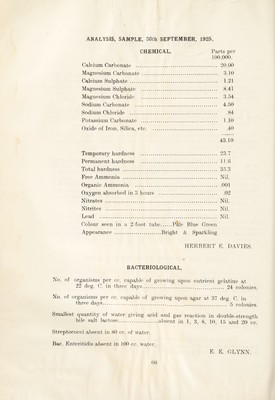 ANALYSIS, SAMPLE, 30th SEPTEMBER, 1925.
CHEMICAL. Parts per
100,000.
Calcium Carbonate ........ 20.00
Magnesium Carbonate ........ 3.10
Calcium Sulphate ........ 1.21
Magnesium Sulphate ........ 8.41
Magnesium Chloride ........ 3.54
Sodium Carbonate ........ 4.50
Sodium Chloride ........ .84
Potassium Carbonate ........ 1.10
Oxide of Iron, Silica, etc. ........ .40
43.10
Temporary hardness ........ 23.7
Permanent hardness ........ 11.6
Total hardness ........ 35.3
Free Ammonia ........ Nil.
Organic Ammonia ........ .001
Oxygen absorbed in 3 hours ........ .02
Nitrates ........ Nil.
Nitrites ........ Nil.
Lead ........ Nil.
Colour seen in a 2-foot tube......Pale Blue Green
Appearance ........ Bright & Sparkling
HERBERT E. DAVIES.
BACTERIOLOGICAL.
No. of organisms per cc. capable of growing upon nutrient gelatine at
22 deg. C. in three days........ 24 colonies.
No. of organisms per cc. capable of growing upon agar at 37 deg. C. in
three days........ 5 colonies.
Smallest quantity of water giving acid and gas reaction in double-strength
bile salt lactose........absent in 1, 3, 8, 10, 15 and 20 cc.
Streptococci absent in 80 cc. of water.
Bac. Enteritidis absent in 100 cc. water.
E. E. GLYNN.
66